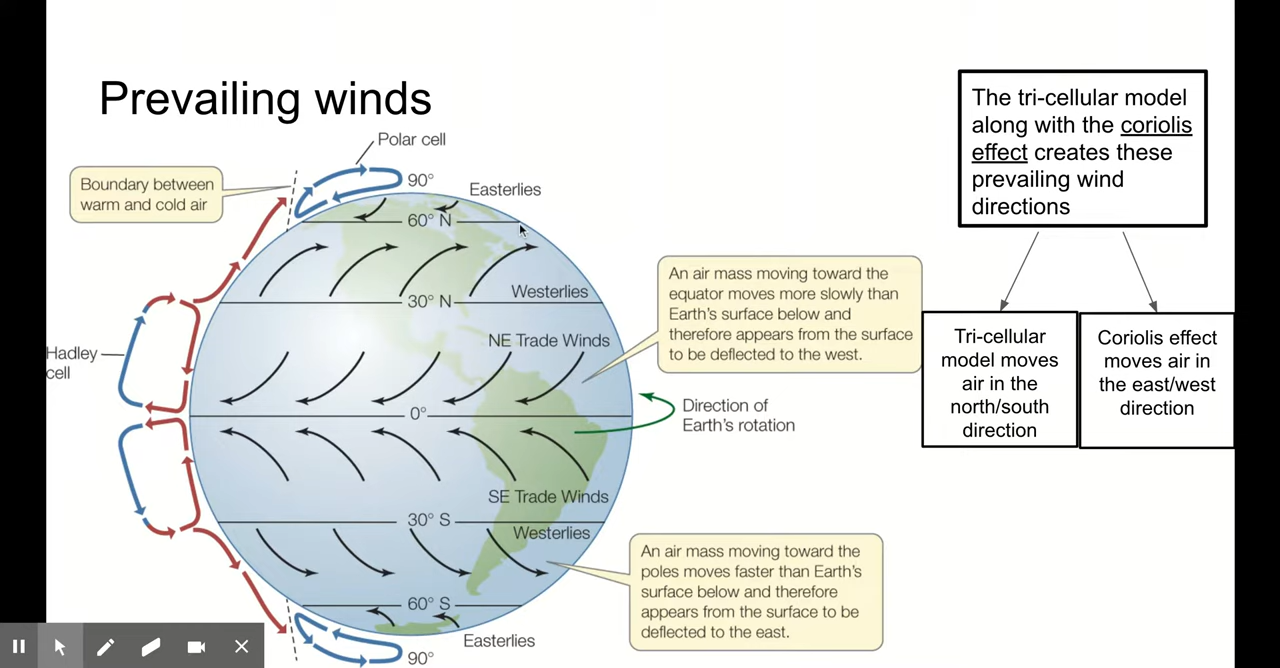 Prevailing winds
Polar cell
Boundary between
warm and cold air
90°
Easterlies
60° N
Westerlies
30° N
Hadley
cell
NE Trade Winds
An air mass moving toward the
equator moves more slowly than
Earth's surface below and
therefore appears from the surface
to be deflected to the west.
0°
Direction of
Earth's rotation
SE Trade Winds
30° S
Westerlies
An air mass moving toward the
poles moves faster than Earth's
surface below and therefore
appears from the surface to be
deflected to the east.
60° S
Easterlies
90°
The tri-cellular model
along with the coriolis
effect creates these
prevailing wind
directions
Tri-cellular
model moves
air in the
north/south
direction
Coriolis effect
moves air in
the east/west
direction